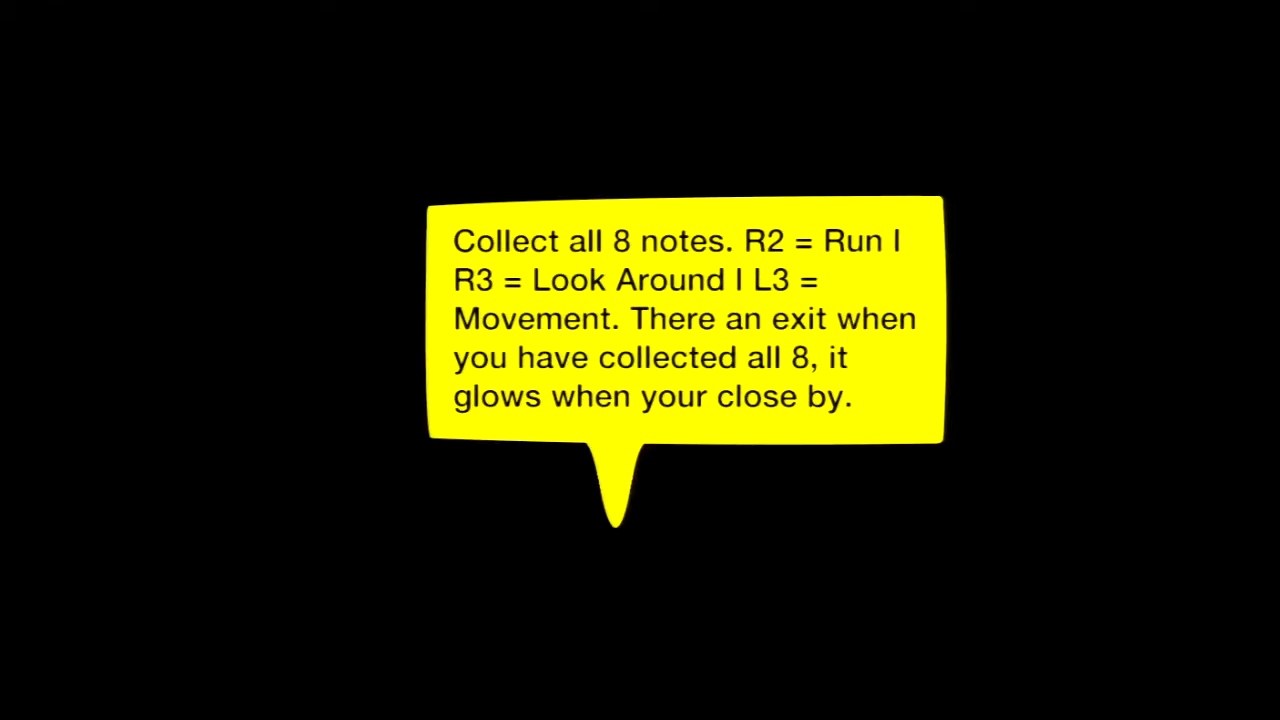 Collect all 8 notes. R2 = Run |
R3 = Look Around | L3 =
Movement. There an exit when
you have collected all 8, it
glows when your close by.